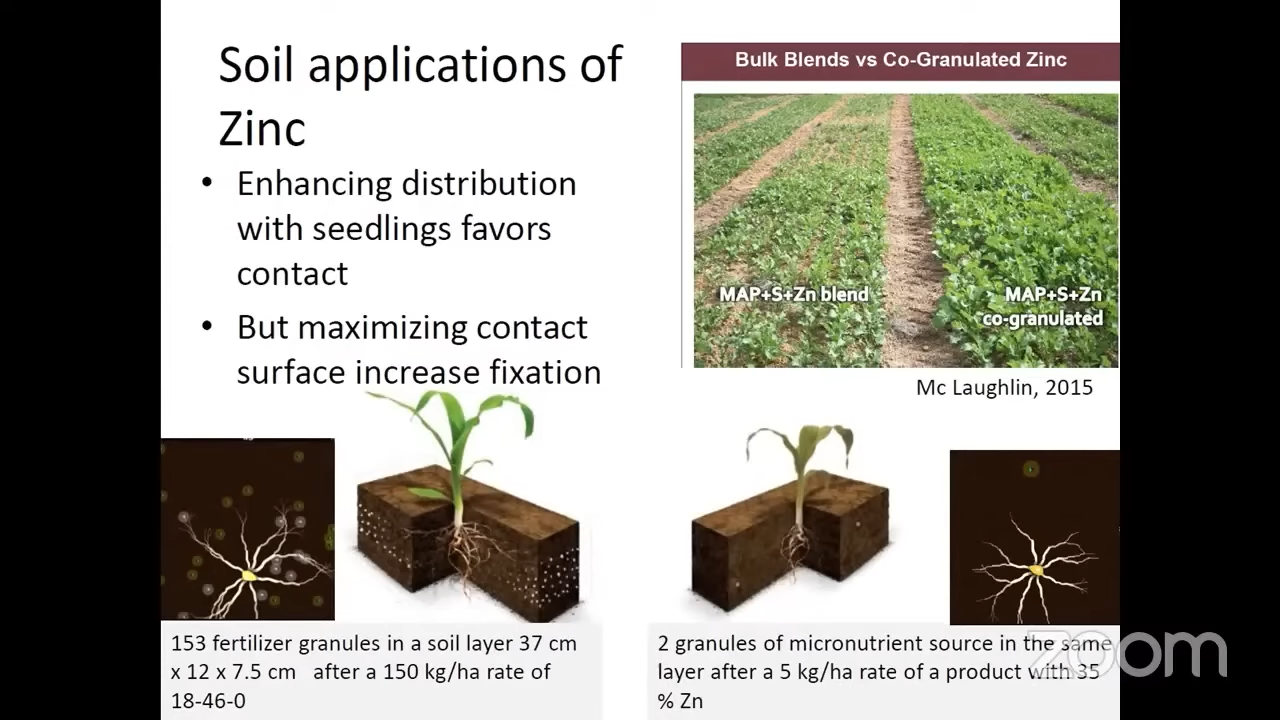 Soil applications of
Zinc
• Enhancing distribution
with seedlings favors
contact
• But maximizing contact
surface increase fixation
Bulk Blends vs Co-Granulated Zinc
MAP+S+Zn blend
MAP+S+Zn
co-granulated
Mc Laughlin, 2015
153 fertilizer granules in a soil layer 37 cm
x 12 x 7.5 cm after a 150 kg/ha rate of
18-46-0
2 granules of micronutrient source in the same
layer after a 5 kg/ha rate of a product with 35
% Zn
zoom